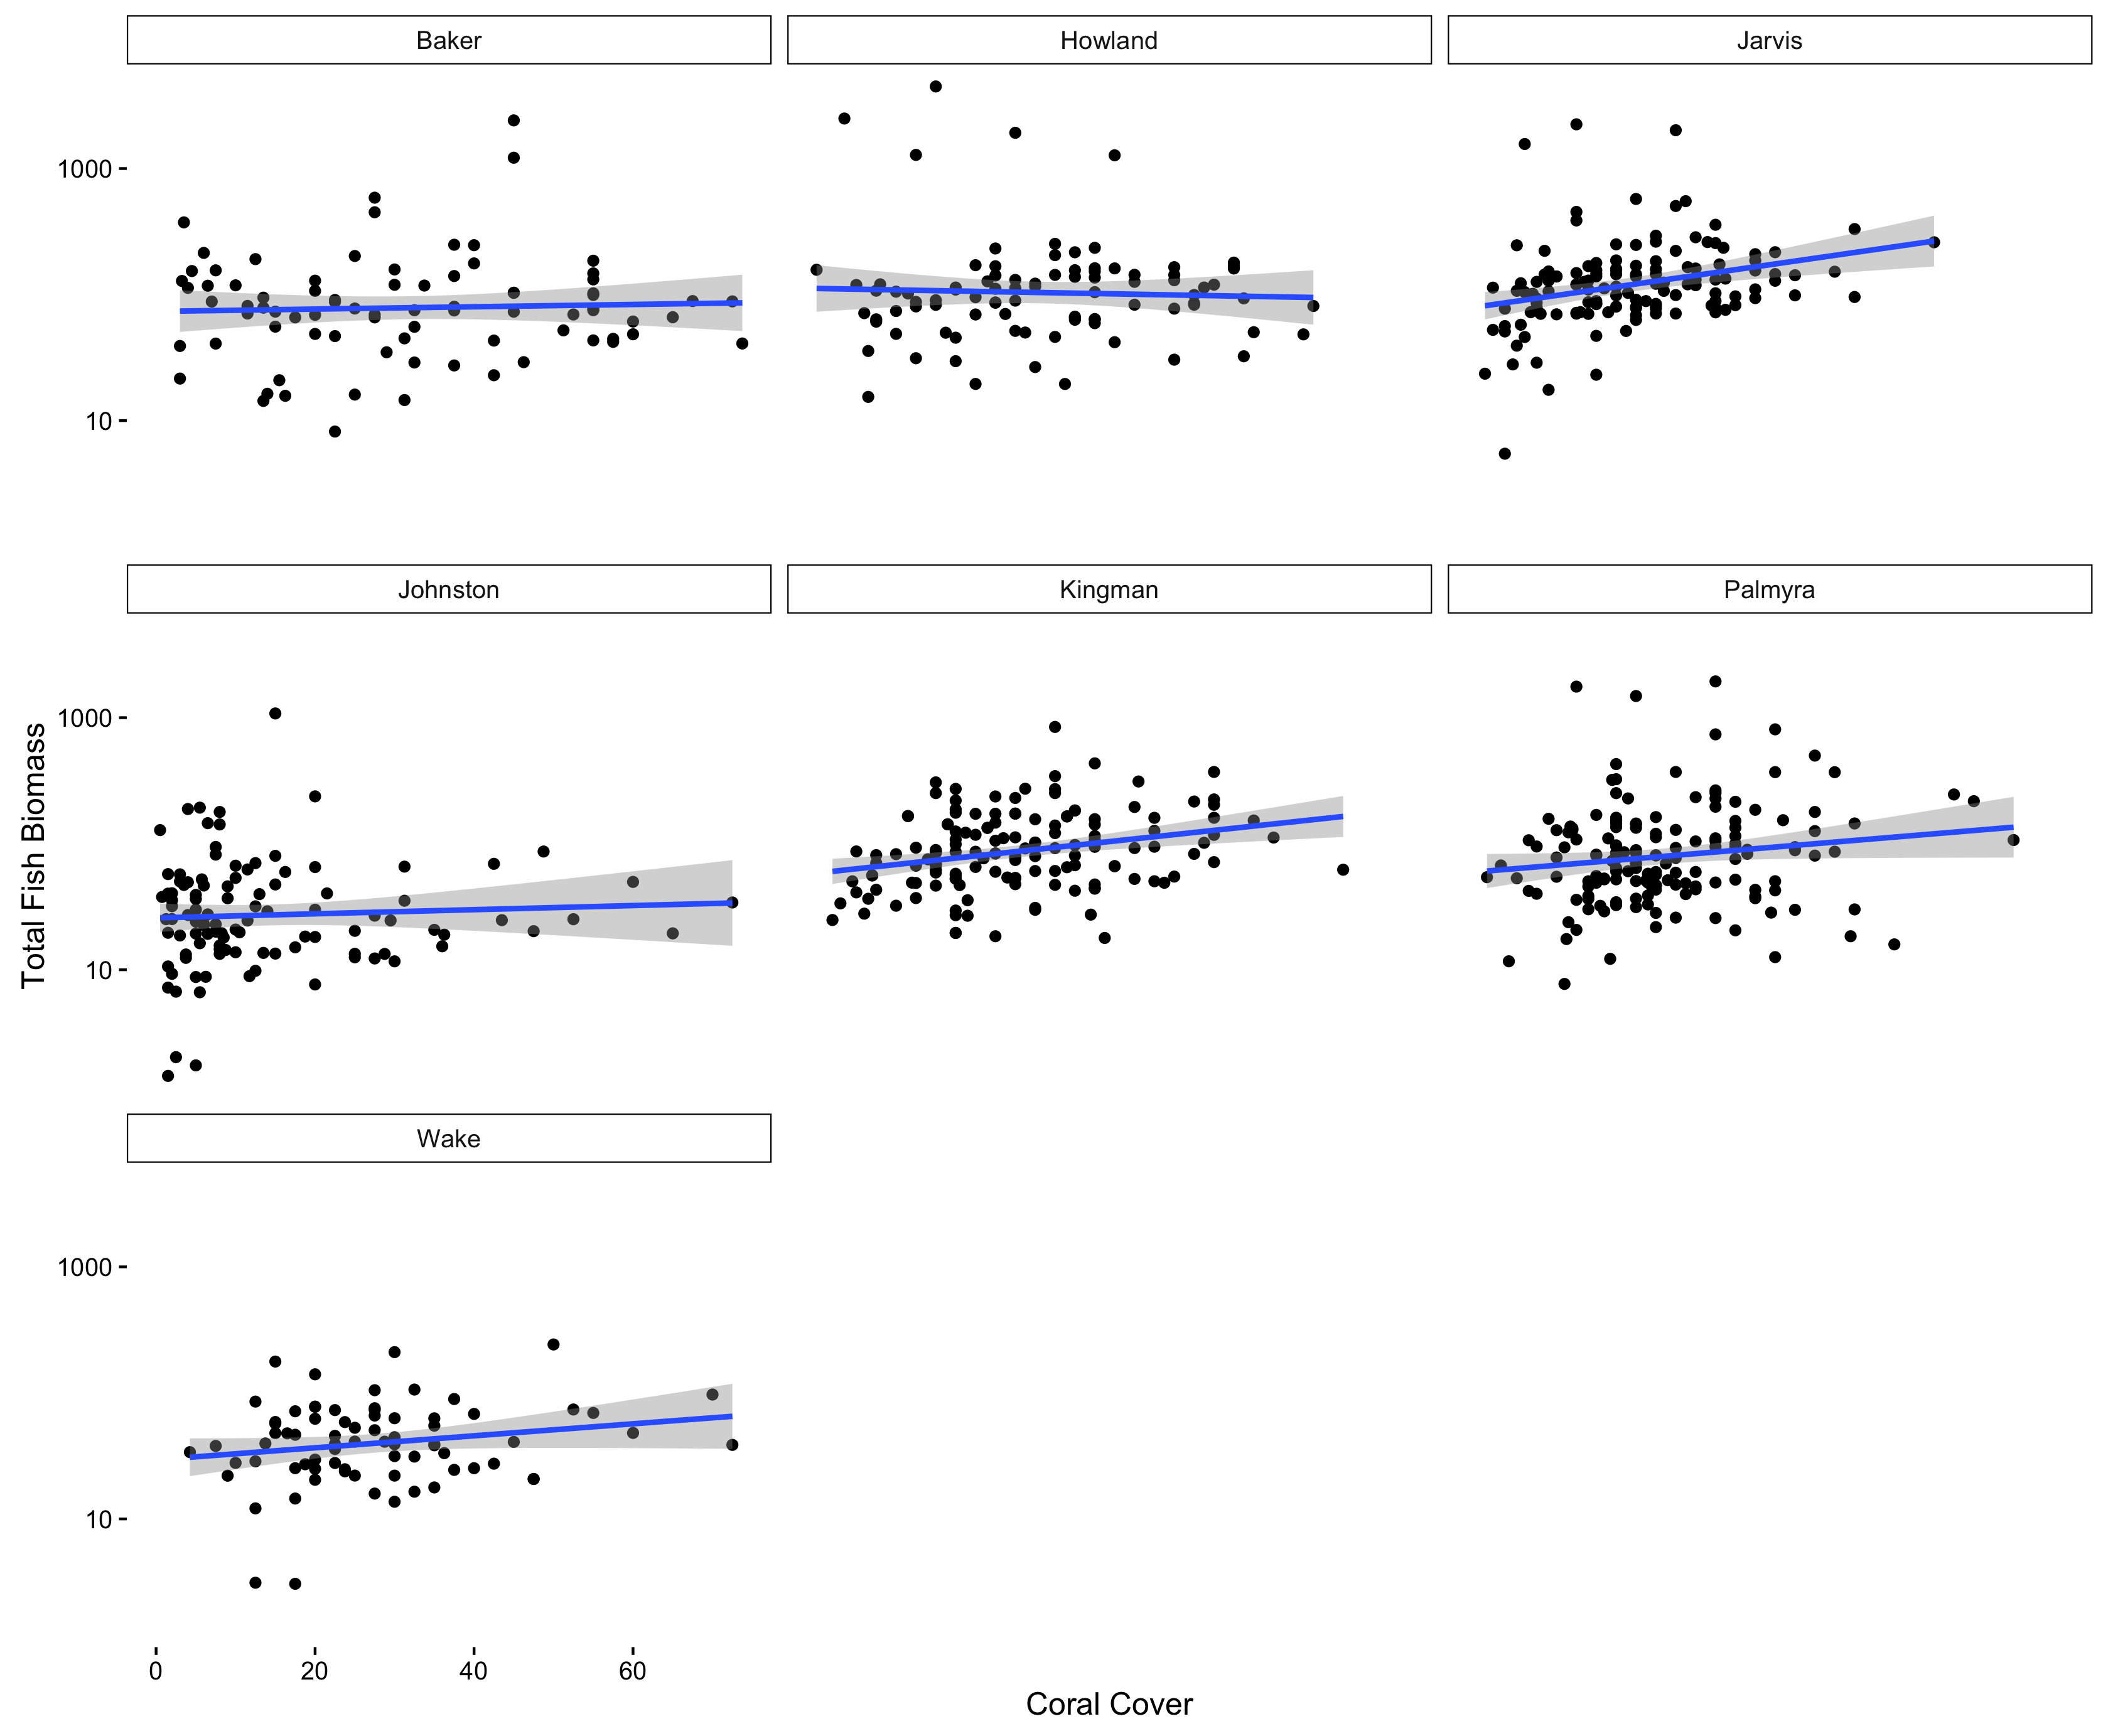 Baker
Howland
Jarvis
1000
10
Johnston
Kingman
Palmyra
1000
10
Total Fish Biomass
Wake
1000
10
0 20 40 60
Coral Cover